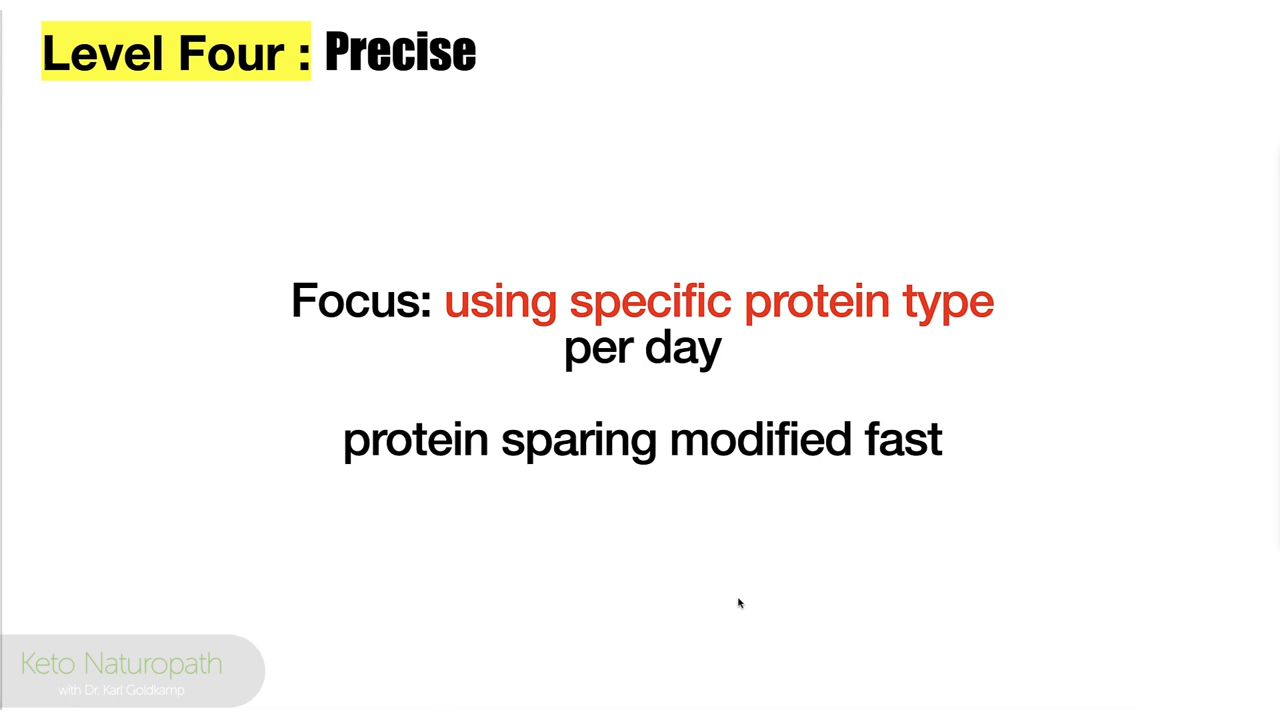 Level Four : Precise
Focus: using specific protein type
per day
protein sparing modified fast
Keto Naturopath
with Dr. Karl Goldkamp